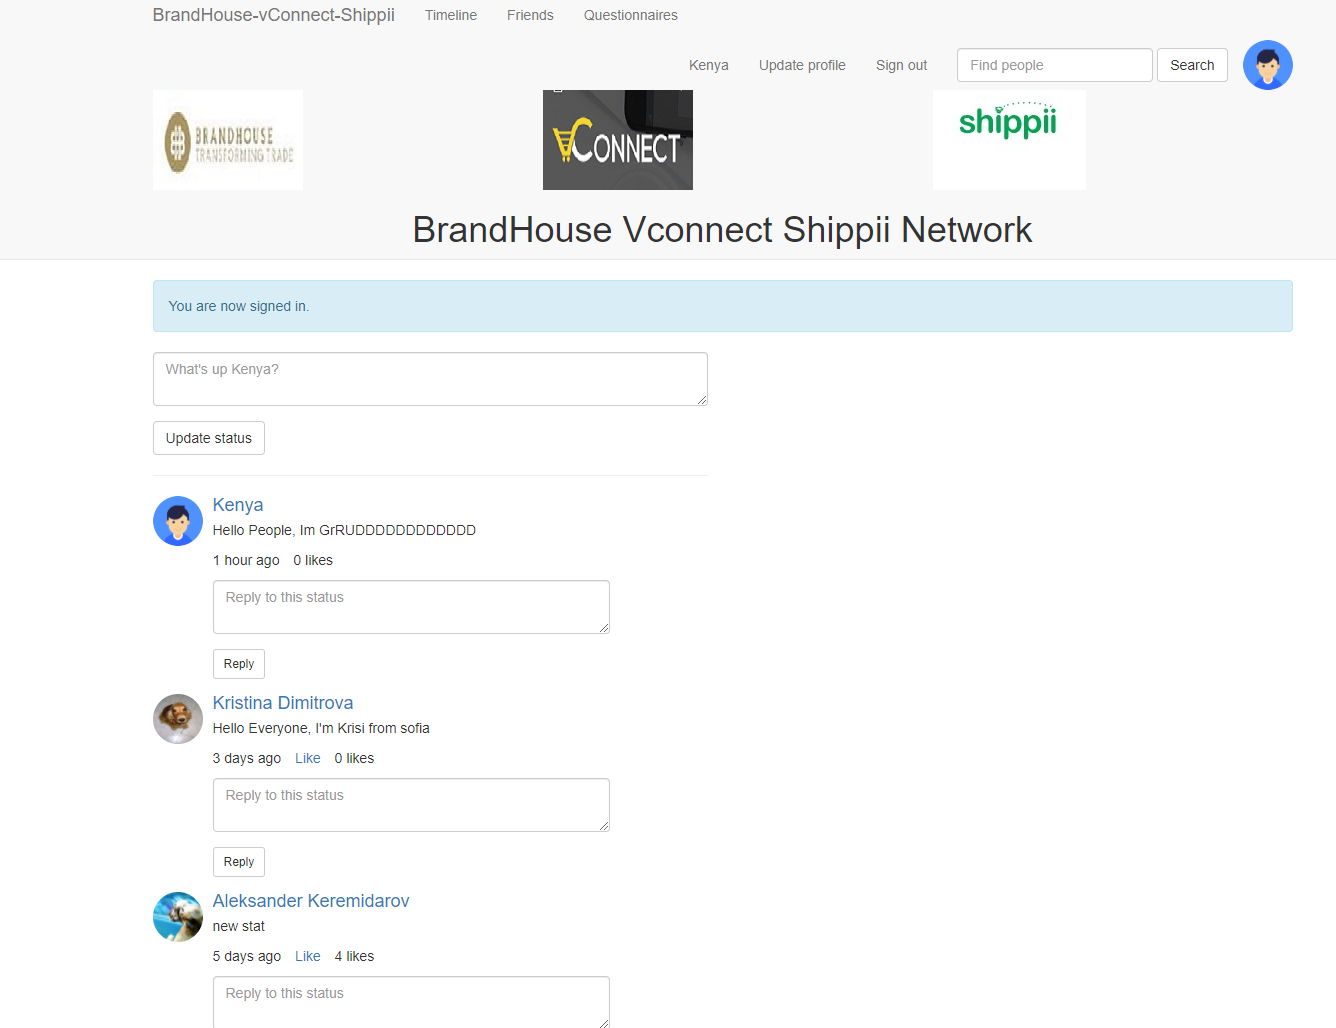 BrandHouse-vConnect-Shippii Timeline Friends Questionnaires
Kenya Update profile Sign out Find people Search
BRANDHOUSE
TRANSFORMING TRADE
VCONNECT
shippii
BrandHouse Vconnect Shippii Network
You are now signed in.
What's up Kenya?
Update status
Kenya
Hello People, Im GrRUDDDDDDDDDDDD
1 hour ago 0 likes
Reply to this status
Reply
Kristina Dimitrova
Hello Everyone, I'm Krisi from sofia
3 days ago Like 0 likes
Reply to this status
Reply
Aleksander Keremidarov
new stat
5 days ago Like 4 likes
Reply to this status